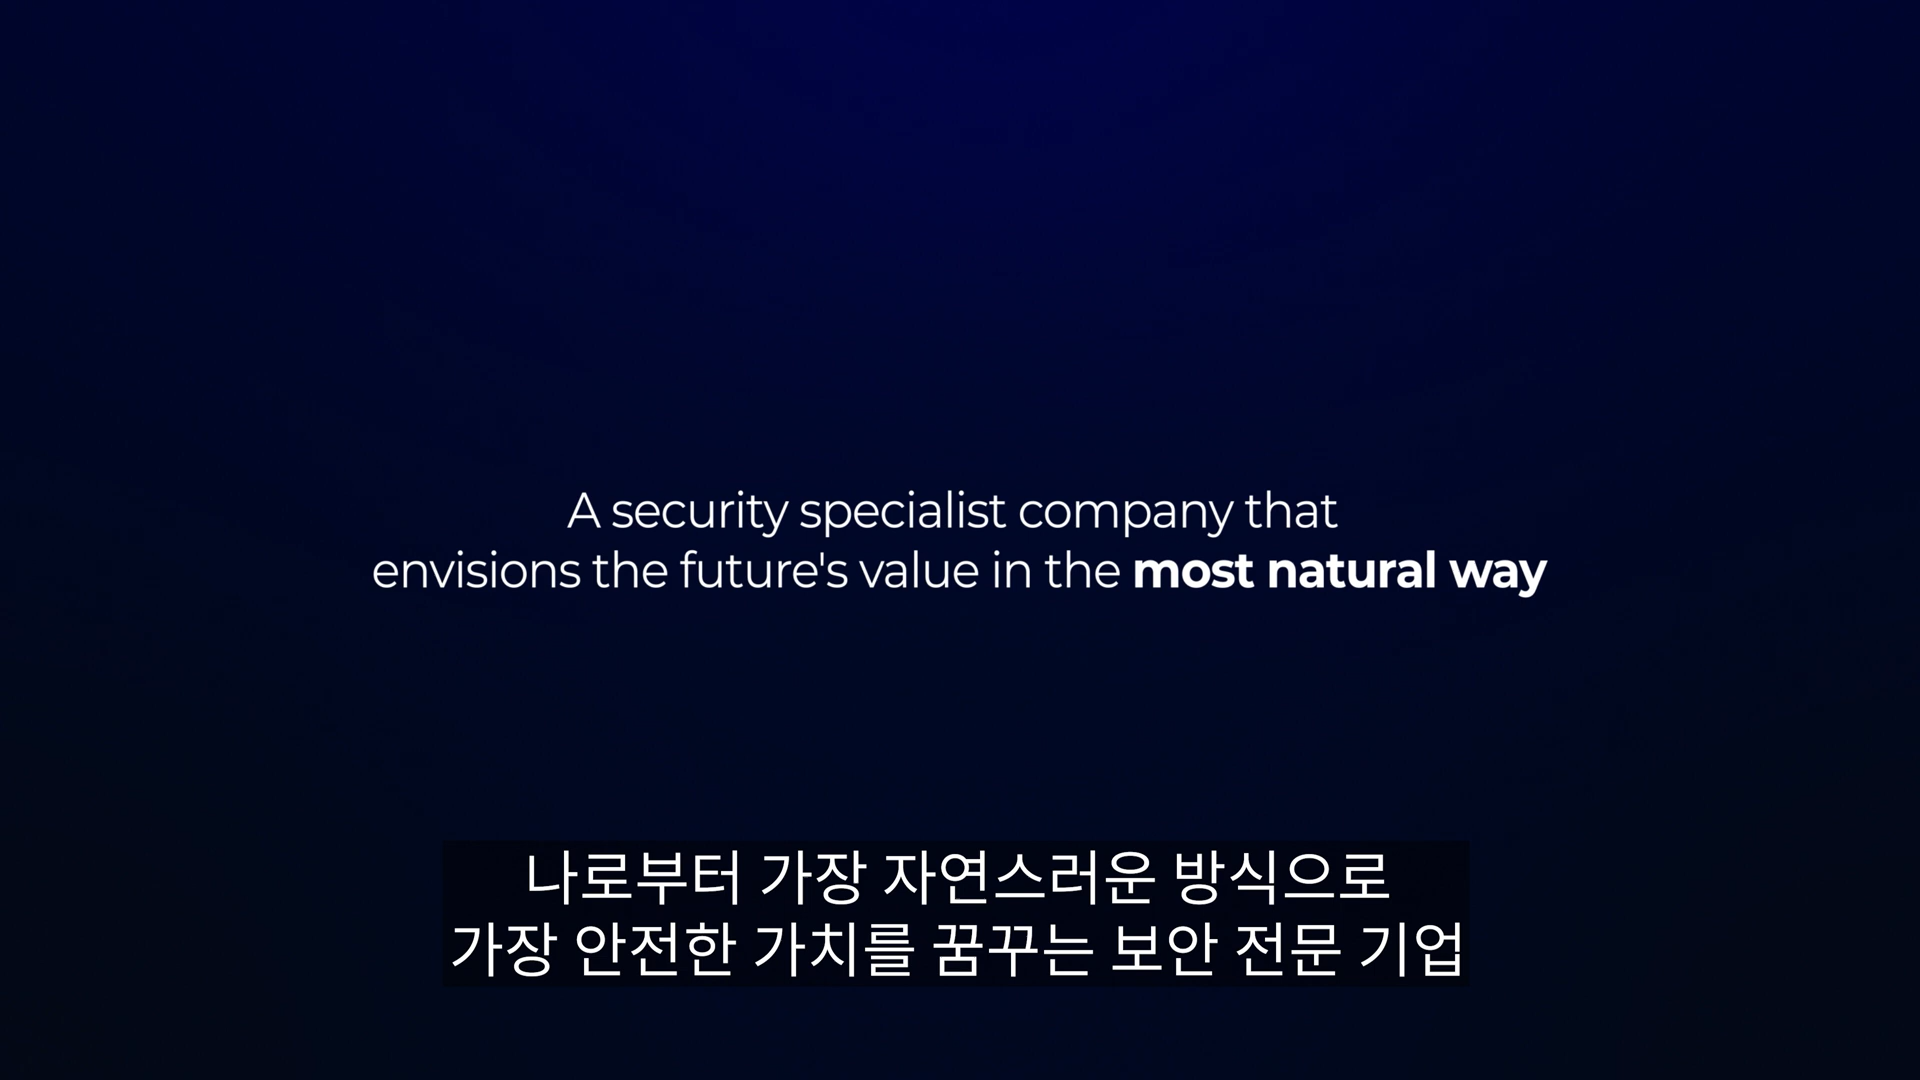 A security specialist company that
envisions the future's value in the most natural way
나로부터 가장 자연스러운 방식으로
가장 안전한 가치를 꿈꾸는 보안 전문 기업